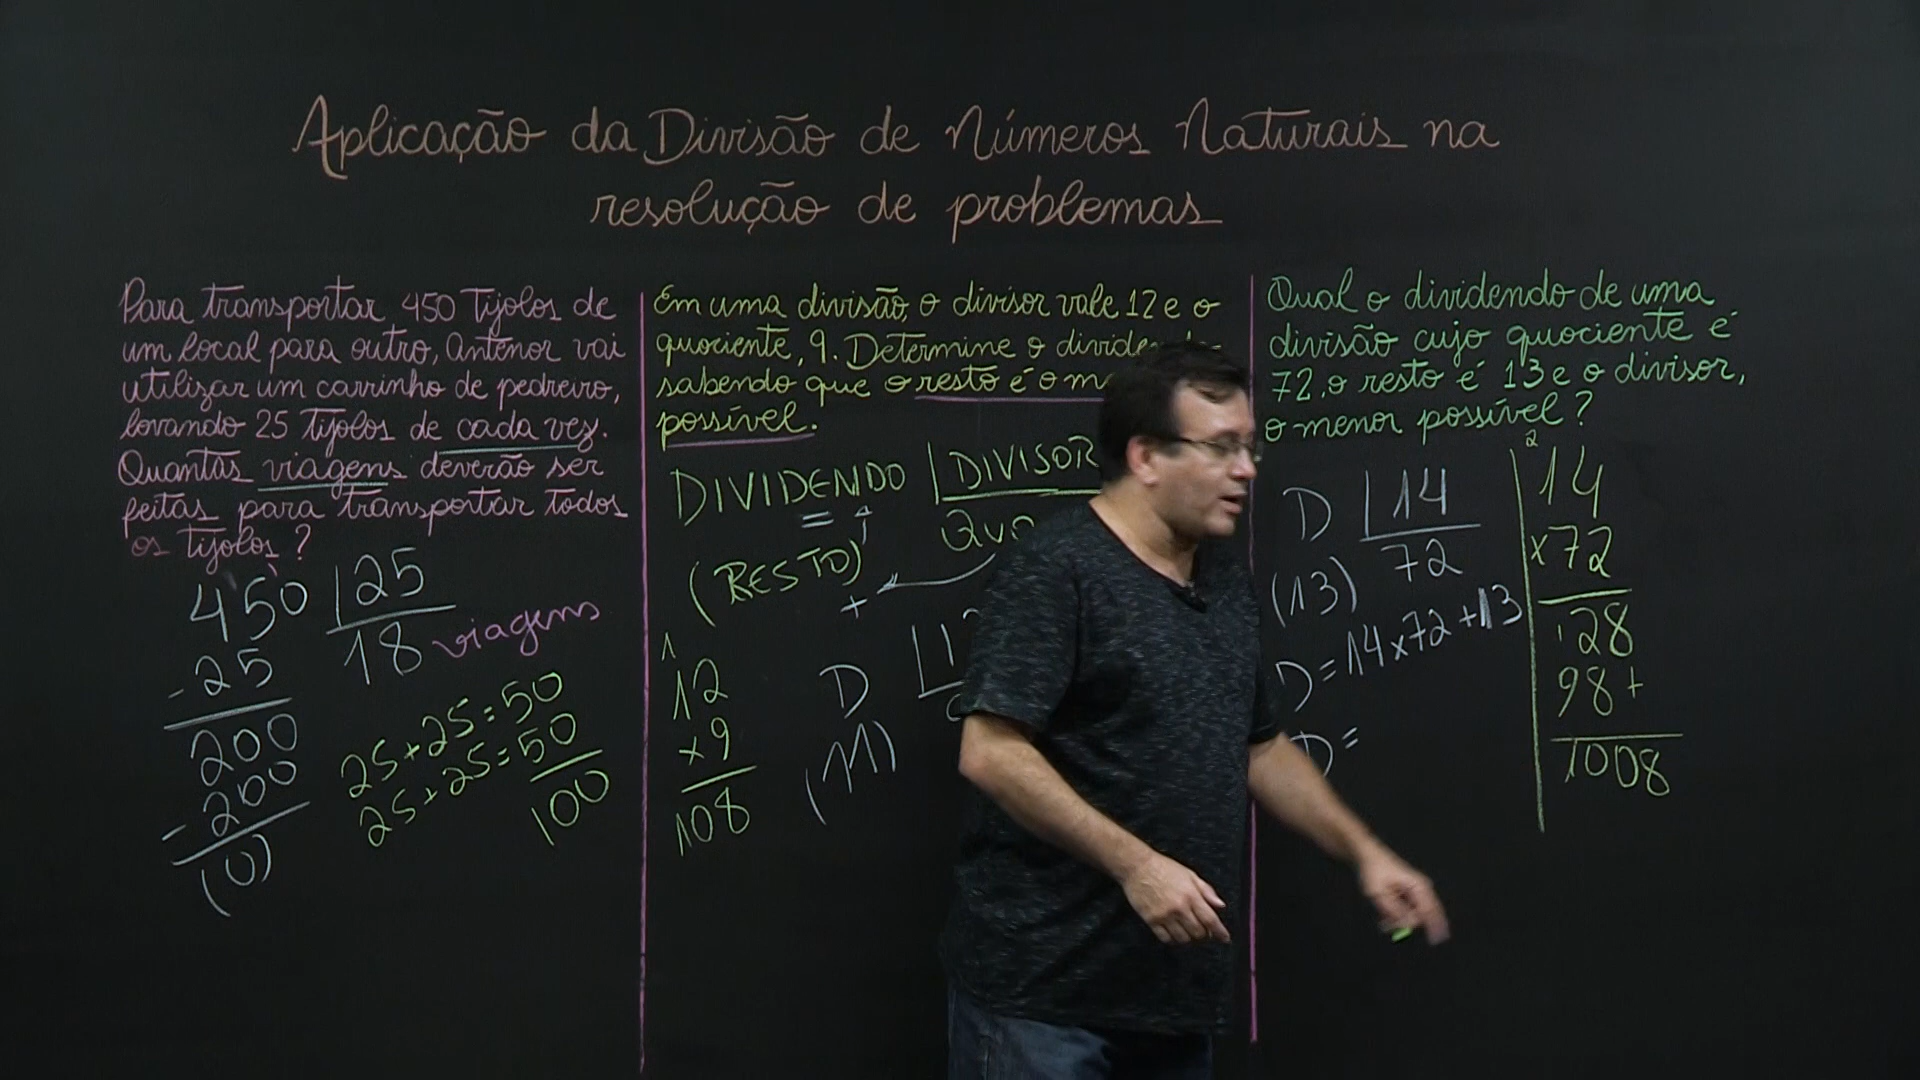 Aplicação da Divisão de Números Naturais na
resolução de problemas
Para transportar 450 tijolos de
um local para outro, Antenor vai
utilizar um carrinho de pedreiro,
levando 25 tijolos de cada vez.
Quantas viagens deverão ser
feitas para transportar todos
os tijolos?
450 25
- 25 18 viagens
200
- 200
(0)
25+25=50
25+25=50
100
Em uma divisão, o divisor vale 12 e o
quociente, 9. Determine o
sabendo que o resto é o
possível.
DIVIDENDO DIVISOR
=
(RESTO)
+
1
12
x9
108
D
(11)
Qual o dividendo de uma
divisão cujo quociente é
72, o resto é 13 e o divisor,
o menor possível?
D 14
(13) 72
D=14x72+13
D=
2
14
x72
128
98+
1008